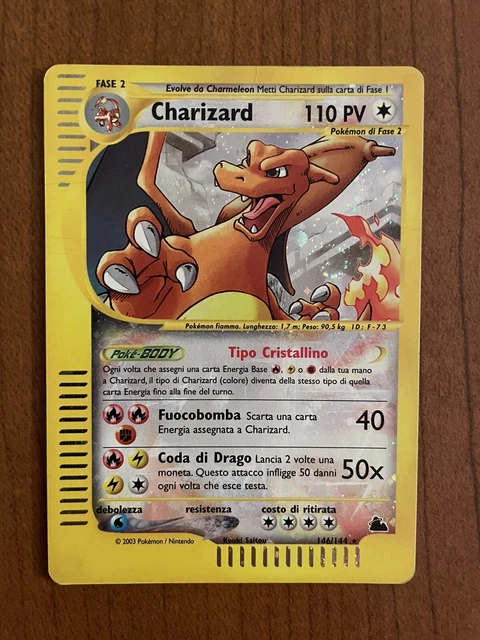 FASE 2
Evolve da Charmeleon Metti Charizard sulla carta di Fase 1
Charizard 110 PV
Pokémon di Fase 2
Pokémon fiamma. Lunghezza: 1,7 m; Peso: 90,5 kg ID: F-73
Poké-BODY Tipo Cristallino
Ogni volta che assegni una carta Energia Base , o dalla tua mano
a Charizard, il tipo di Charizard (colore) diventa della stesso tipo di quella
carta Energia fino alla fine del turno.
Fuocobomba Scarta una carta
Energia assegnata a Charizard.
40
Coda di Drago Lancia 2 volte una
moneta. Questo attacco infligge 50 danni
ogni volta che esce testa.
50x
debolezza resistenza costo di ritirata
© 2003 Pokémon / Nintendo Kouki Saitou 146/144